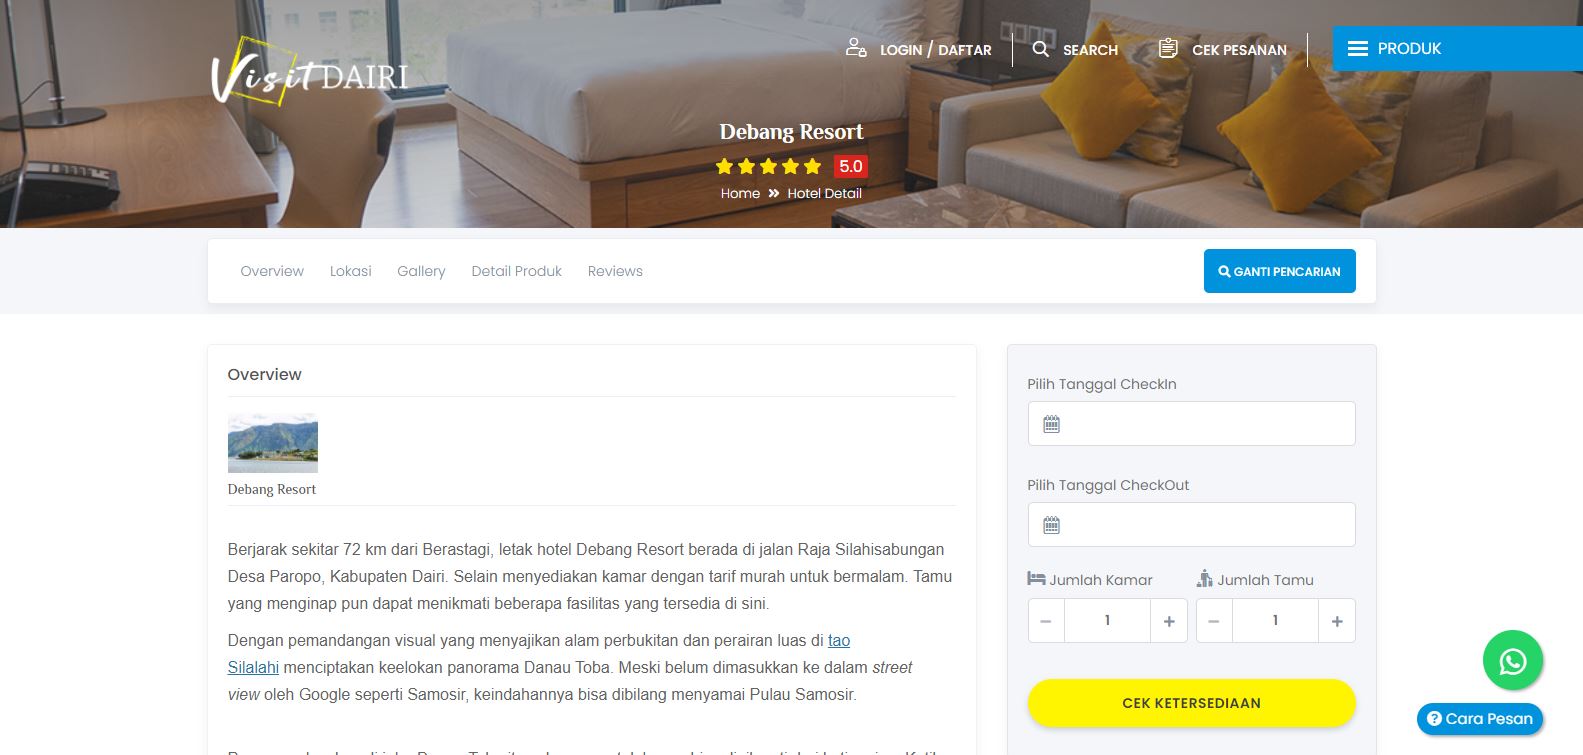 Visit DAIRI
LOGIN / DAFTAR
SEARCH
CEK PESANAN
PRODUK
Debang Resort
5.0
Home » Hotel Detail
Overview
Lokasi
Gallery
Detail Produk
Reviews
GANTI PENCARIAN
Overview
Debang Resort
Berjarak sekitar 72 km dari Berastagi, letak hotel Debang Resort berada di jalan Raja Silahisabungan
Desa Paropo, Kabupaten Dairi. Selain menyediakan kamar dengan tarif murah untuk bermalam. Tamu
yang menginap pun dapat menikmati beberapa fasilitas yang tersedia di sini.
Dengan pemandangan visual yang menyajikan alam perbukitan dan perairan luas di tao
Silalahi menciptakan keelokan panorama Danau Toba. Meski belum dimasukkan ke dalam street
view oleh Google seperti Samosir, keindahannya bisa dibilang menyamai Pulau Samosir.
Pilih Tanggal CheckIn
Pilih Tanggal CheckOut
Jumlah Kamar
Jumlah Tamu
− 1 +
− 1 +
CEK KETERSEDIAAN
Cara Pesan